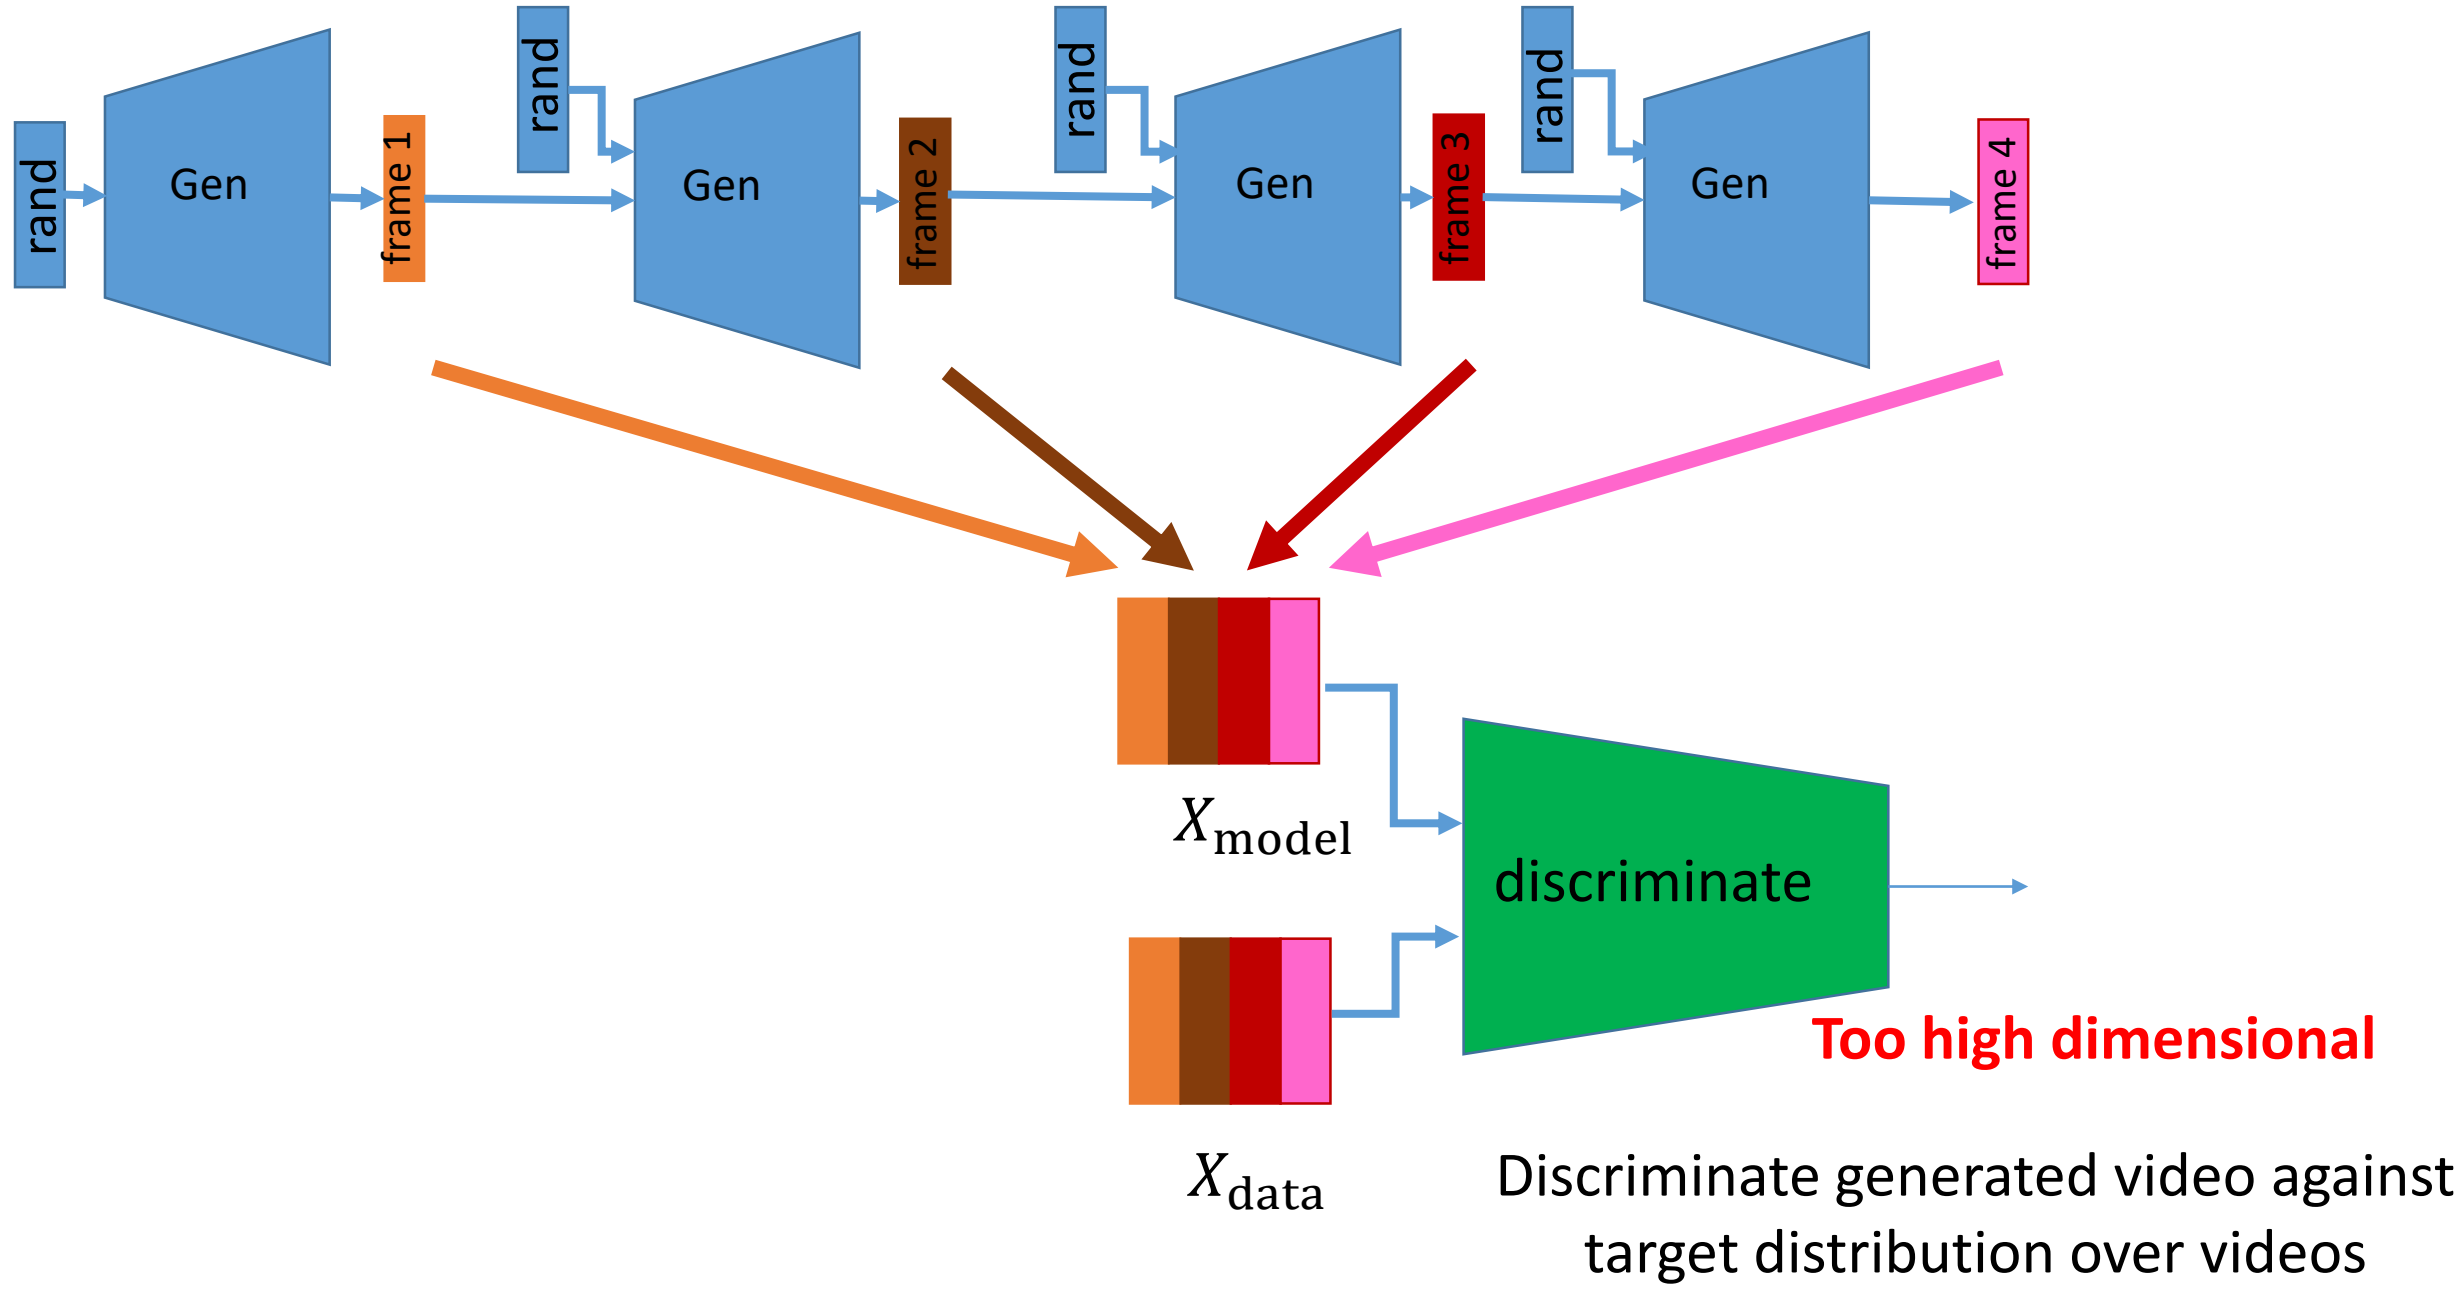 rand
Gen
frame 1
rand
Gen
frame 2
rand
Gen
frame 3
rand
Gen
frame 4
X_model
discriminate
Too high dimensional
X_data
Discriminate generated video against
target distribution over videos